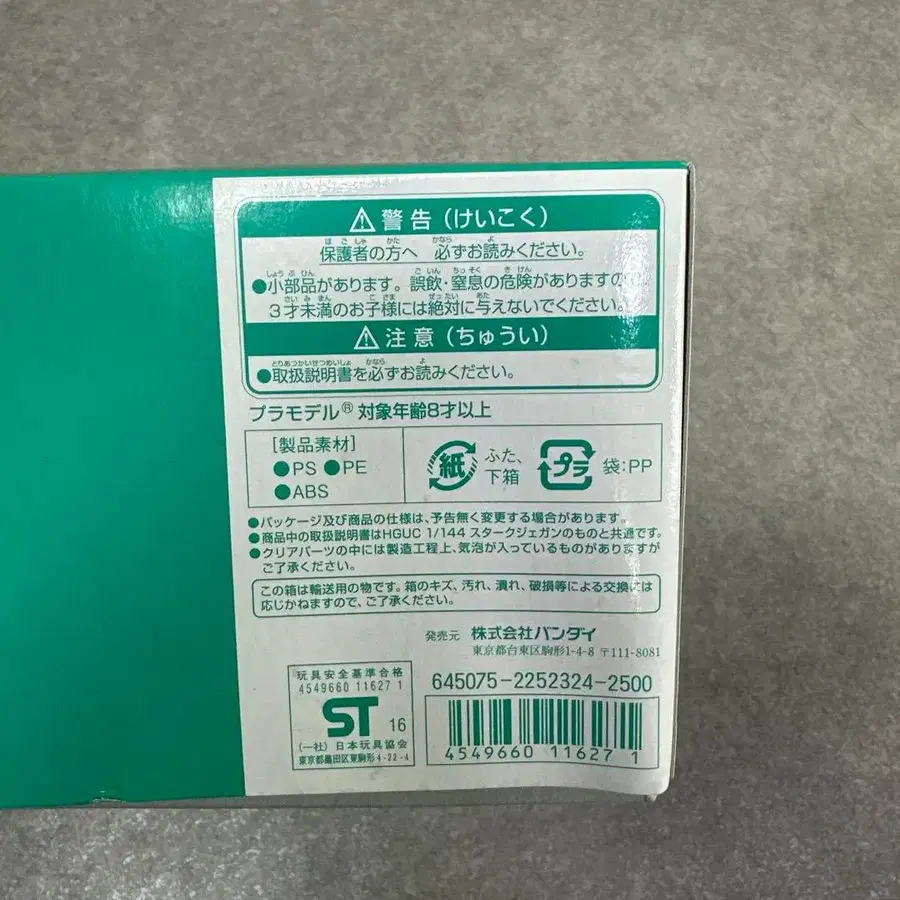 ⚠警告(けいこく)
保護者の方へ 必ずお読みください。
●小部品があります。誤飲・窒息の危険がありますので、
3才未満のお子様には絶対に与えないでください。
⚠注意(ちゅうい)
●取扱説明書を必ずお読みください。
プラモデル® 対象年齢8才以上
[製品素材]
●PS ●PE
●ABS
紙 ふた、
下箱
プラ 袋:PP
●パッケージ及び商品の仕様は、予告無く変更する場合があります。
●商品中の取扱説明書はHGUC 1/144 スタークジェガンのものと共通です。
●クリアパーツの中には製造工程上、気泡が入っているものがありますが
ご了承ください。
この箱は輸送用の物です。箱のキズ、汚れ、潰れ、破損等による交換には
応じかねますので、ご了承ください。
発売元 株式会社バンダイ
東京都台東区駒形1-4-8 〒111-8081
玩具安全基準合格
4549660 11627 1
ST 16
(一社)日本玩具協会
東京都墨田区東駒形4-22-4
645075-2252324-2500
4549660 116271